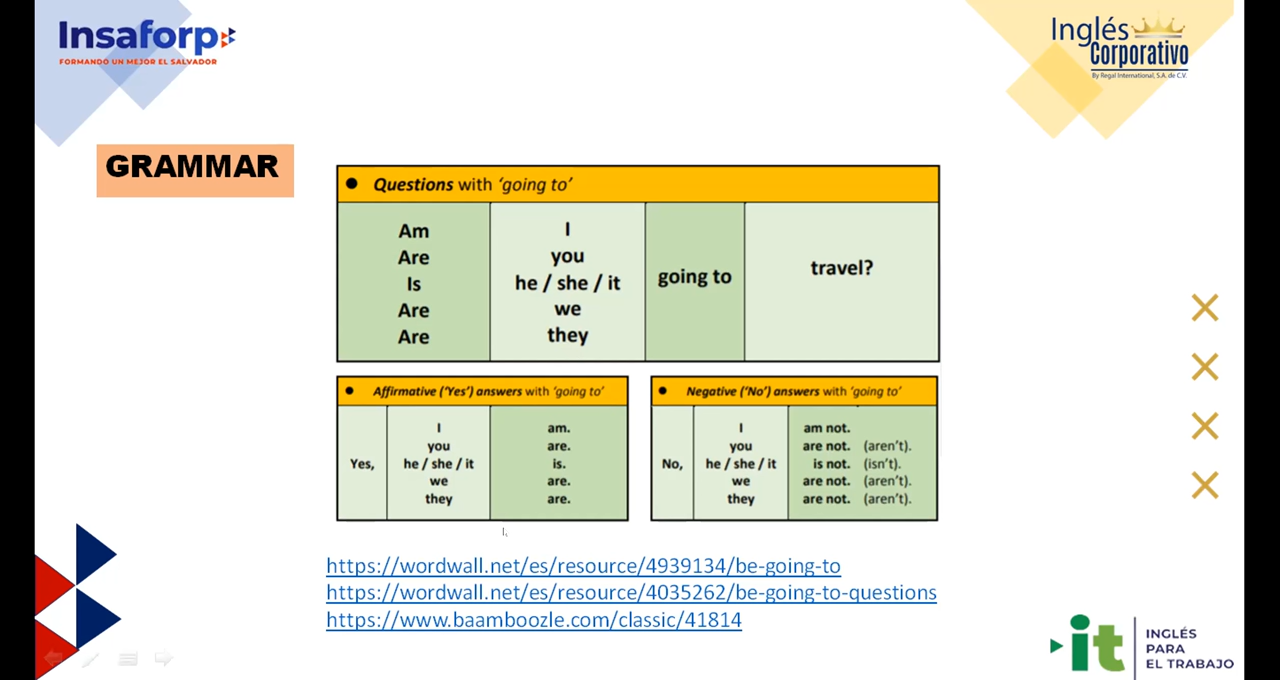 Insaforp
FORMANDO UN MEJOR EL SALVADOR
Inglés
Corporativo
By Regal International, S.A. de C.V.
GRAMMAR
● Questions with ‘going to’
Am I
Are you
Is he / she / it going to travel?
Are we
Are they
● Affirmative (‘Yes’) answers with ‘going to’
I am.
you are.
Yes, he / she / it is.
we are.
they are.
● Negative (‘No’) answers with ‘going to’
I am not.
you are not. (aren’t).
No, he / she / it is not. (isn’t).
we are not. (aren’t).
they are not. (aren’t).
https://wordwall.net/es/resource/4939134/be-going-to
https://wordwall.net/es/resource/4035262/be-going-to-questions
https://www.baamboozle.com/classic/41814
it
INGLÉS
PARA
EL TRABAJO